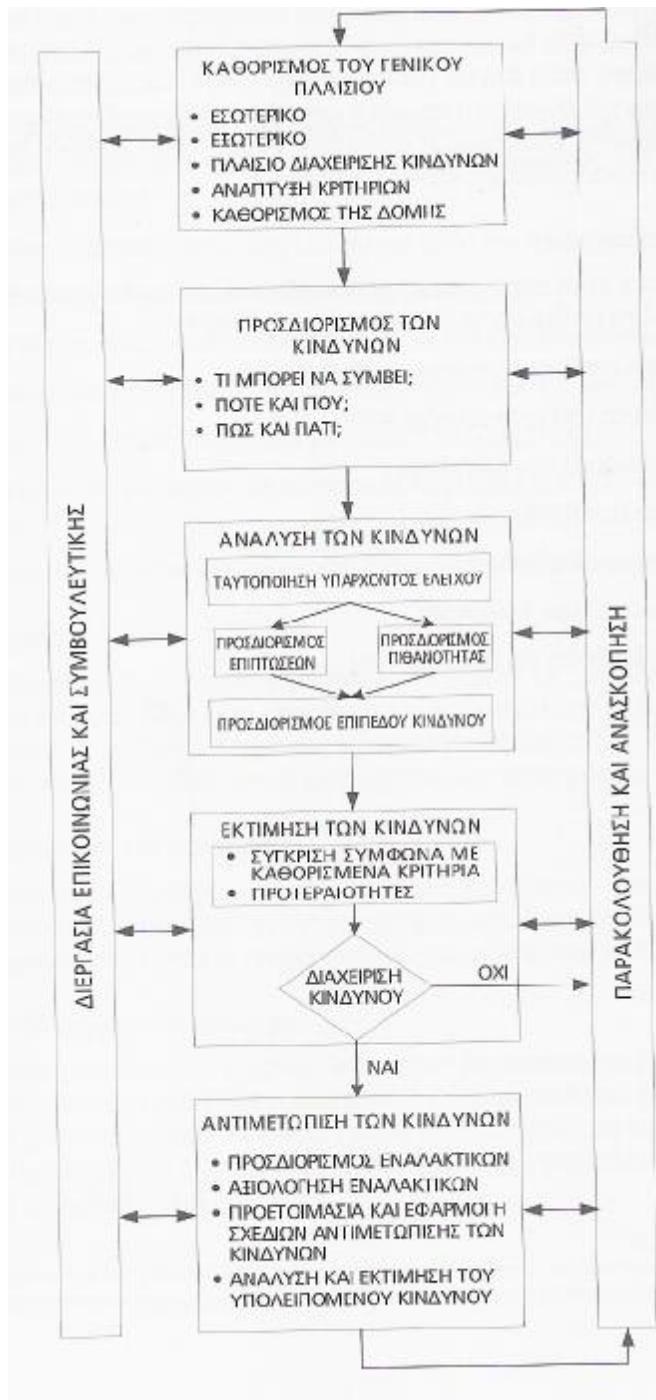 ΚΑΘΟΡΙΣΜΟΣ ΤΟΥ ΓΕΝΙΚΟΥ
ΠΛΑΙΣΙΟΥ
• ΕΣΩΤΕΡΙΚΟ
• ΕΞΩΤΕΡΙΚΟ
• ΠΛΑΙΣΙΟ ΔΙΑΧΕΙΡΙΣΗΣ ΚΙΝΔΥΝΩΝ
• ΑΝΑΠΤΥΞΗ ΚΡΙΤΗΡΙΩΝ
• ΚΑΘΟΡΙΣΜΟΣ ΤΗΣ ΔΟΜΗΣ
ΠΡΟΣΔΙΟΡΙΣΜΟΣ ΤΩΝ
ΚΙΝΔΥΝΩΝ
• ΤΙ ΜΠΟΡΕΙ ΝΑ ΣΥΜΒΕΙ;
• ΠΟΤΕ ΚΑΙ ΠΟΥ;
• ΠΩΣ ΚΑΙ ΓΙΑΤΙ;
ΑΝΑΛΥΣΗ ΤΩΝ ΚΙΝΔΥΝΩΝ
ΤΑΥΤΟΠΟΙΗΣΗ ΥΠΑΡΧΟΝΤΟΣ ΕΛΕΓΧΟΥ
ΠΡΟΣΔΙΟΡΙΣΜΟΣ
ΕΠΙΠΤΩΣΕΩΝ
ΠΡΟΣΔΙΟΡΙΣΜΟΣ
ΠΙΘΑΝΟΤΗΤΑΣ
ΠΡΟΣΔΙΟΡΙΣΜΟΣ ΕΠΙΠΕΔΟΥ ΚΙΝΔΥΝΟΥ
ΕΚΤΙΜΗΣΗ ΤΩΝ ΚΙΝΔΥΝΩΝ
• ΣΥΓΚΡΙΣΗ ΣΥΜΦΩΝΑ ΜΕ
ΚΑΘΟΡΙΣΜΕΝΑ ΚΡΙΤΗΡΙΑ
• ΠΡΟΤΕΡΑΙΟΤΗΤΕΣ
ΔΙΑΧΕΙΡΙΣΗ
ΚΙΝΔΥΝΟΥ
ΟΧΙ
ΝΑΙ
ΑΝΤΙΜΕΤΩΠΙΣΗ ΤΩΝ ΚΙΝΔΥΝΩΝ
• ΠΡΟΣΔΙΟΡΙΣΜΟΣ ΕΝΑΛΑΚΤΙΚΩΝ
• ΑΞΙΟΛΟΓΗΣΗ ΕΝΑΛΑΚΤΙΚΩΝ
• ΠΡΟΕΤΟΙΜΑΣΙΑ ΚΑΙ ΕΦΑΡΜΟΓΗ
ΣΧΕΔΙΩΝ ΑΝΤΙΜΕΤΩΠΙΣΗΣ ΤΩΝ
ΚΙΝΔΥΝΩΝ
• ΑΝΑΛΥΣΗ ΚΑΙ ΕΚΤΙΜΗΣΗ ΤΟΥ
ΥΠΟΛΕΙΠΟΜΕΝΟΥ ΚΙΝΔΥΝΟΥ
ΔΙΕΡΓΑΣΙΑ ΕΠΙΚΟΙΝΩΝΙΑΣ ΚΑΙ ΣΥΜΒΟΥΛΕΥΤΙΚΗΣ
ΠΑΡΑΚΟΛΟΥΘΗΣΗ ΚΑΙ ΑΝΑΣΚΟΠΗΣΗ